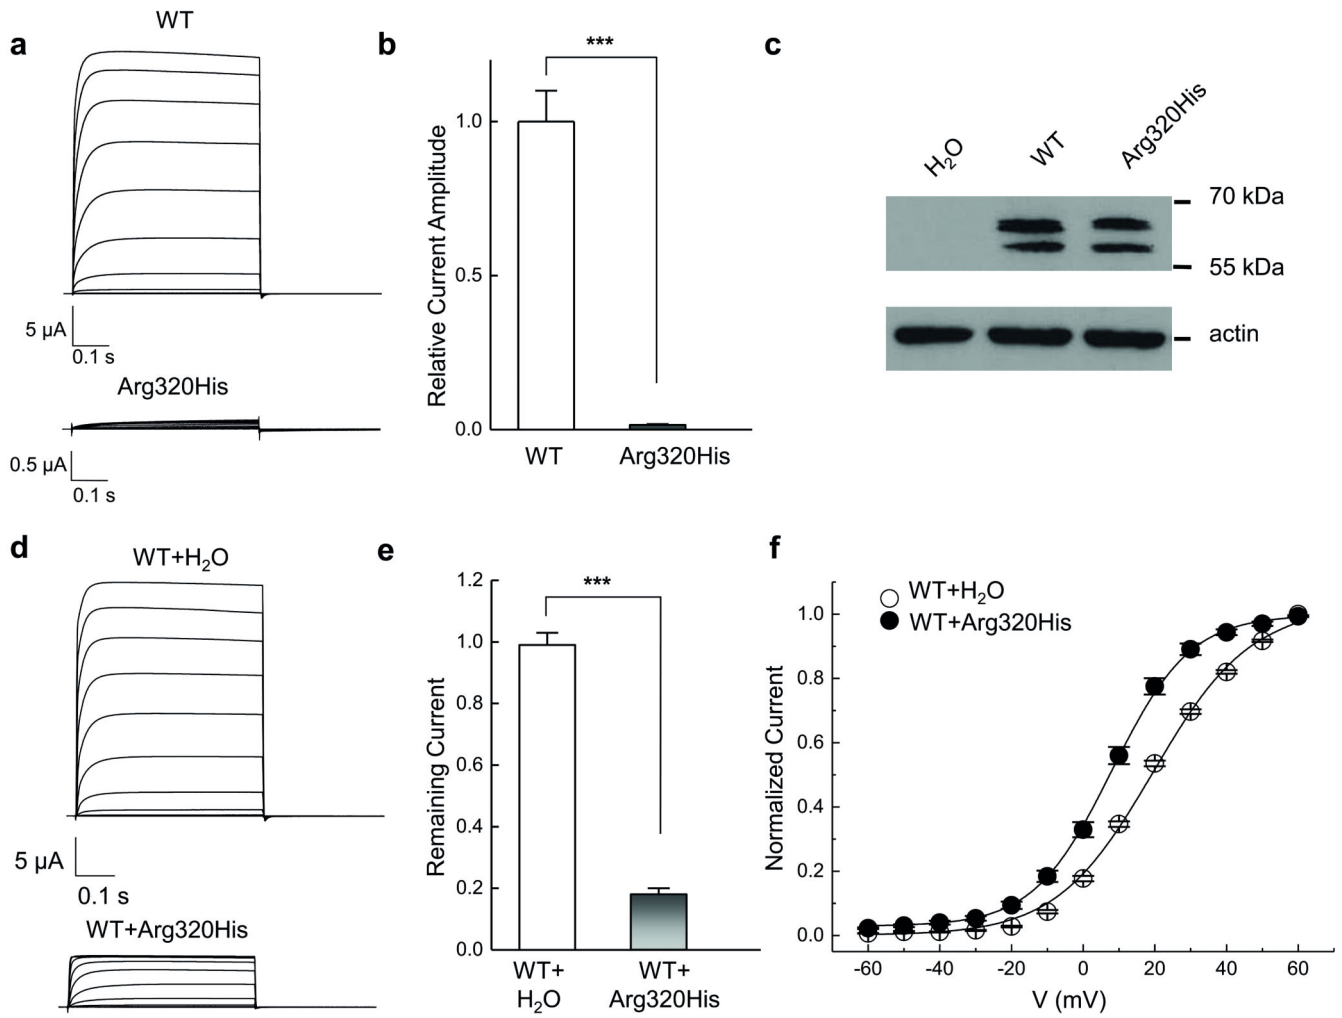 a
WT
5 µA
0.1 s
Arg320His
0.5 µA
0.1 s
b
***
Relative Current Amplitude
1.0
0.5
0.0
WT
Arg320His
c
H₂O
WT
Arg320His
70 kDa
55 kDa
actin
d
WT+H₂O
5 µA
0.1 s
WT+Arg320His
e
***
Remaining Current
1.2
1.0
0.8
0.6
0.4
0.2
0.0
WT+
H₂O
WT+
Arg320His
f
WT+H₂O
WT+Arg320His
Normalized Current
1.0
0.8
0.6
0.4
0.2
0.0
-60 -40 -20 0 20 40 60
V (mV)